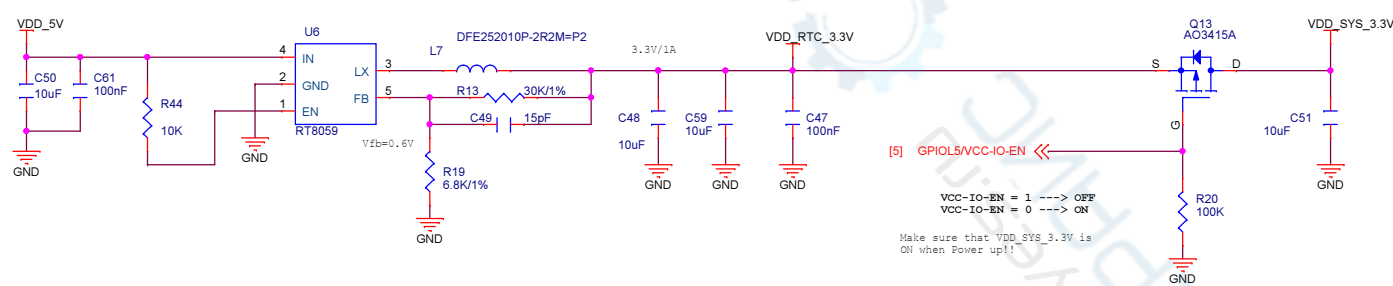 VDD_5V
C50
10uF
C61
100nF
GND
R44
10K
GND
U6
4
IN
2
GND
1
EN
LX
3
FB
5
RT8059
L7
DFE252010P-2R2M=P2
R13
30K/1%
C49
15pF
Vfb=0.6V
R19
6.8K/1%
GND
3.3V/1A
C48
10uF
GND
C59
10uF
GND
VDD_RTC_3.3V
C47
100nF
GND
Q13
AO3415A
S
D
G
VDD_SYS_3.3V
C51
10uF
GND
[5] GPIOL5/VCC-IO-EN
VCC-IO-EN = 1 ---> OFF
VCC-IO-EN = 0 ---> ON
Make sure that VDD_SYS_3.3V is
ON when Power up!!
R20
100K
GND